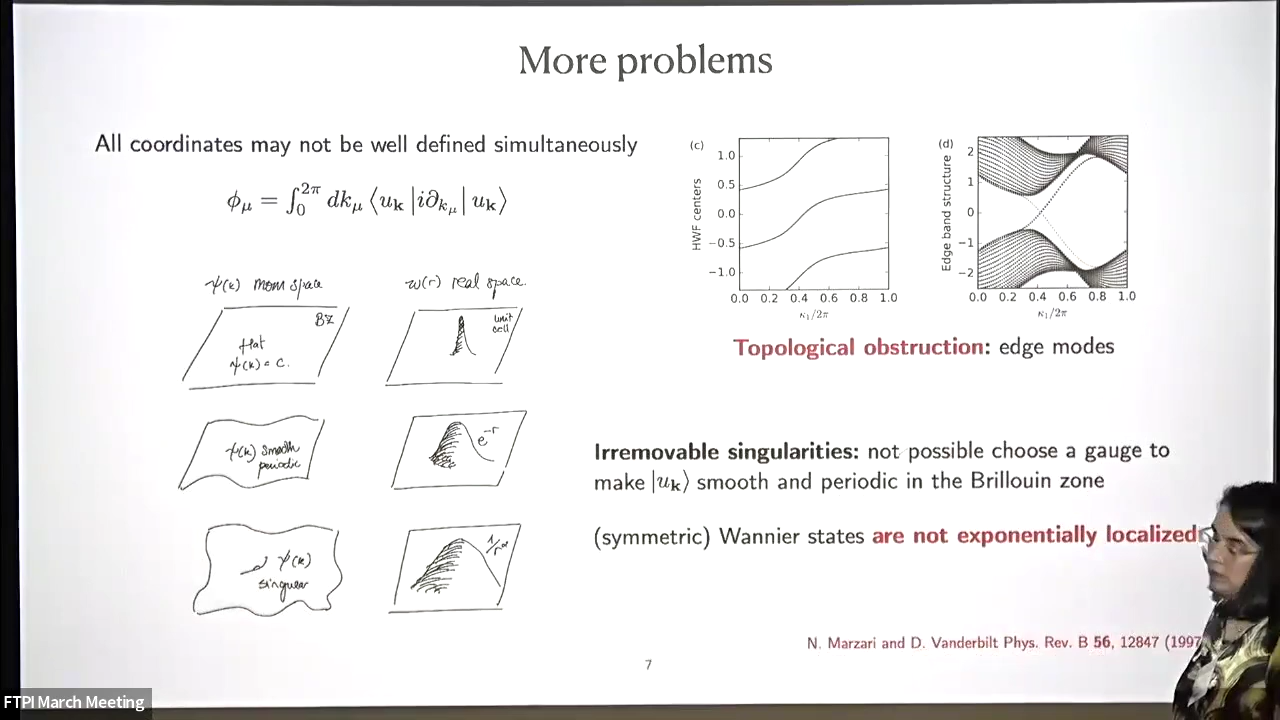 More problems
All coordinates may not be well defined simultaneously
ϕ_μ = ∫₀^{2π} dk_μ ⟨u_𝐤 |i∂_{k_μ}| u_𝐤⟩
ψ(k) mom space
w(r) real space.
BZ
flat
ψ(k) = c.
unit
cell
ψ(k) smooth
periodic
e^{-r}
ψ(k)
singular
1/r²
(c)
HWF centers
1.0
0.5
0.0
−0.5
−1.0
0.0 0.2 0.4 0.6 0.8 1.0
κ₁/2π
(d)
Edge band structure
2
1
0
−1
−2
0.0 0.2 0.4 0.6 0.8 1.0
κ₁/2π
Topological obstruction: edge modes
Irremovable singularities: not possible choose a gauge to
make |u_𝐤⟩ smooth and periodic in the Brillouin zone
(symmetric) Wannier states are not exponentially localized
N. Marzari and D. Vanderbilt Phys. Rev. B 56, 12847 (1997
7
FTPI March Meeting